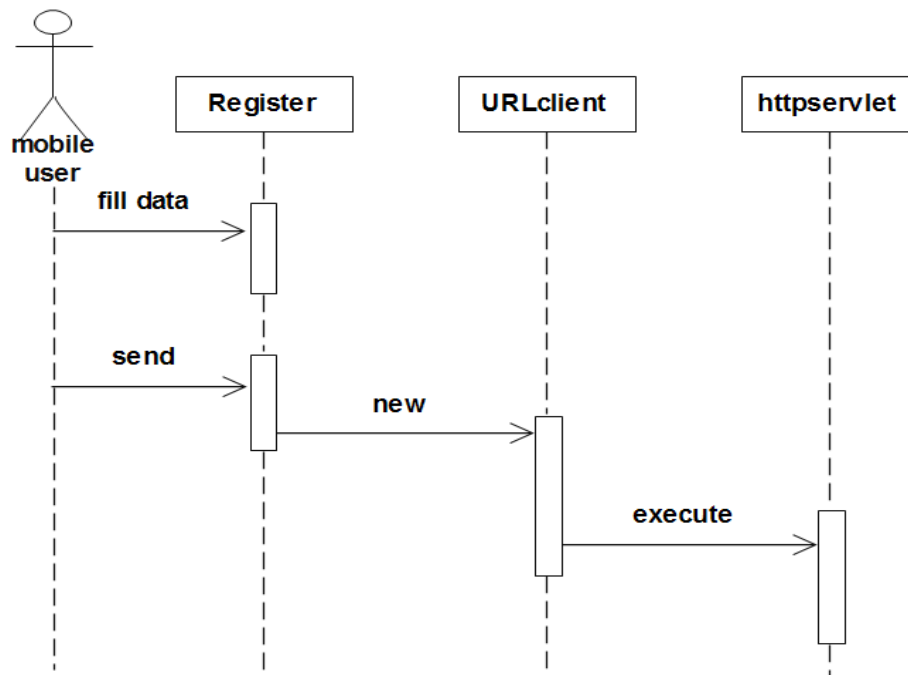 Register
URLclient
httpservlet
mobile
user
fill data
send
new
execute